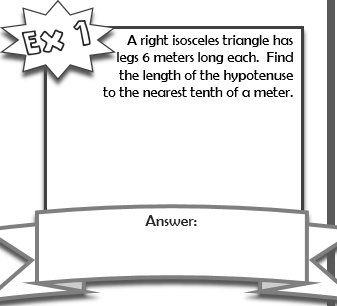 Ex 1
A right isosceles triangle has
legs 6 meters long each. Find
the length of the hypotenuse
to the nearest tenth of a meter.
Answer: